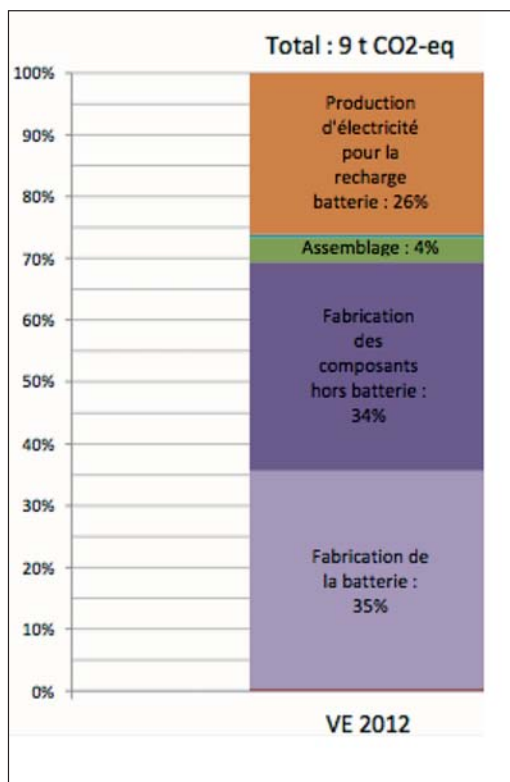 Total : 9 t CO2-eq
100%
90%
80%
70%
60%
50%
40%
30%
20%
10%
0%
Production
d'électricité
pour la
recharge
batterie : 26%
Assemblage : 4%
Fabrication
des
composants
hors batterie :
34%
Fabrication de
la batterie :
35%
VE 2012